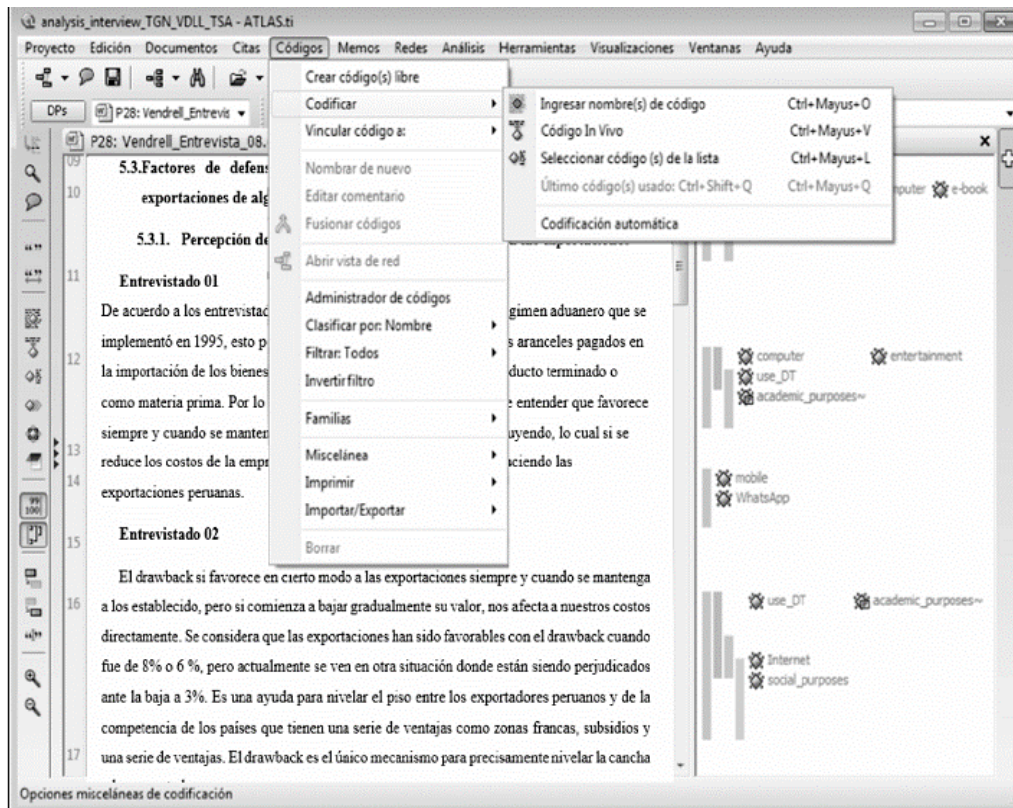 analysis_interview_TGN_VDLL_TSA - ATLAS.ti
Proyecto Edición Documentos Citas Códigos Memos Redes Análisis Herramientas Visualizaciones Ventanas Ayuda
DPs P28: Vendrell_Entrevis
P28: Vendrell_Entrevista_08.
Crear código(s) libre
Codificar
Vincular código a:
Nombrar de nuevo
Editar comentario
Fusionar códigos
Abrir vista de red
Administrador de códigos
Clasificar por: Nombre
Filtrar: Todos
Invertir filtro
Familias
Miscelánea
Imprimir
Importar/Exportar
Borrar
Ingresar nombre(s) de código Ctrl+Mayus+O
Código In Vivo Ctrl+Mayus+V
Seleccionar código (s) de la lista Ctrl+Mayus+L
Último código(s) usado: Ctrl+Shift+Q Ctrl+Mayus+Q
Codificación automática
09 5.3.Factores de defens
10 exportaciones de alg
5.3.1. Percepción de
11 Entrevistado 01
De acuerdo a los entrevistad gimen aduanero que se
implementó en 1995, esto p s aranceles pagados en
12
la importación de los bienes ducto terminado o
como materia prima. Por lo e entender que favorece
siempre y cuando se manten uyendo, lo cual si se
13
reduce los costos de la empr uciendo las
14
exportaciones peruanas.
15 Entrevistado 02
El drawback si favorece en cierto modo a las exportaciones siempre y cuando se mantenga
16 a los establecido, pero si comienza a bajar gradualmente su valor, nos afecta a nuestros costos
directamente. Se considera que las exportaciones han sido favorables con el drawback cuando
fue de 8% o 6 %, pero actualmente se ven en otra situación donde están siendo perjudicados
ante la baja a 3%. Es una ayuda para nivelar el piso entre los exportadores peruanos y de la
competencia de los países que tienen una serie de ventajas como zonas francas, subsidios y
17 una serie de ventajas. El drawback es el único mecanismo para precisamente nivelar la cancha
puter e-book
computer entertainment
use_DT
academic_purposes~
mobile
WhatsApp
use_DT academic_purposes~
Internet
social_purposes
99
100
Opciones misceláneas de codificación